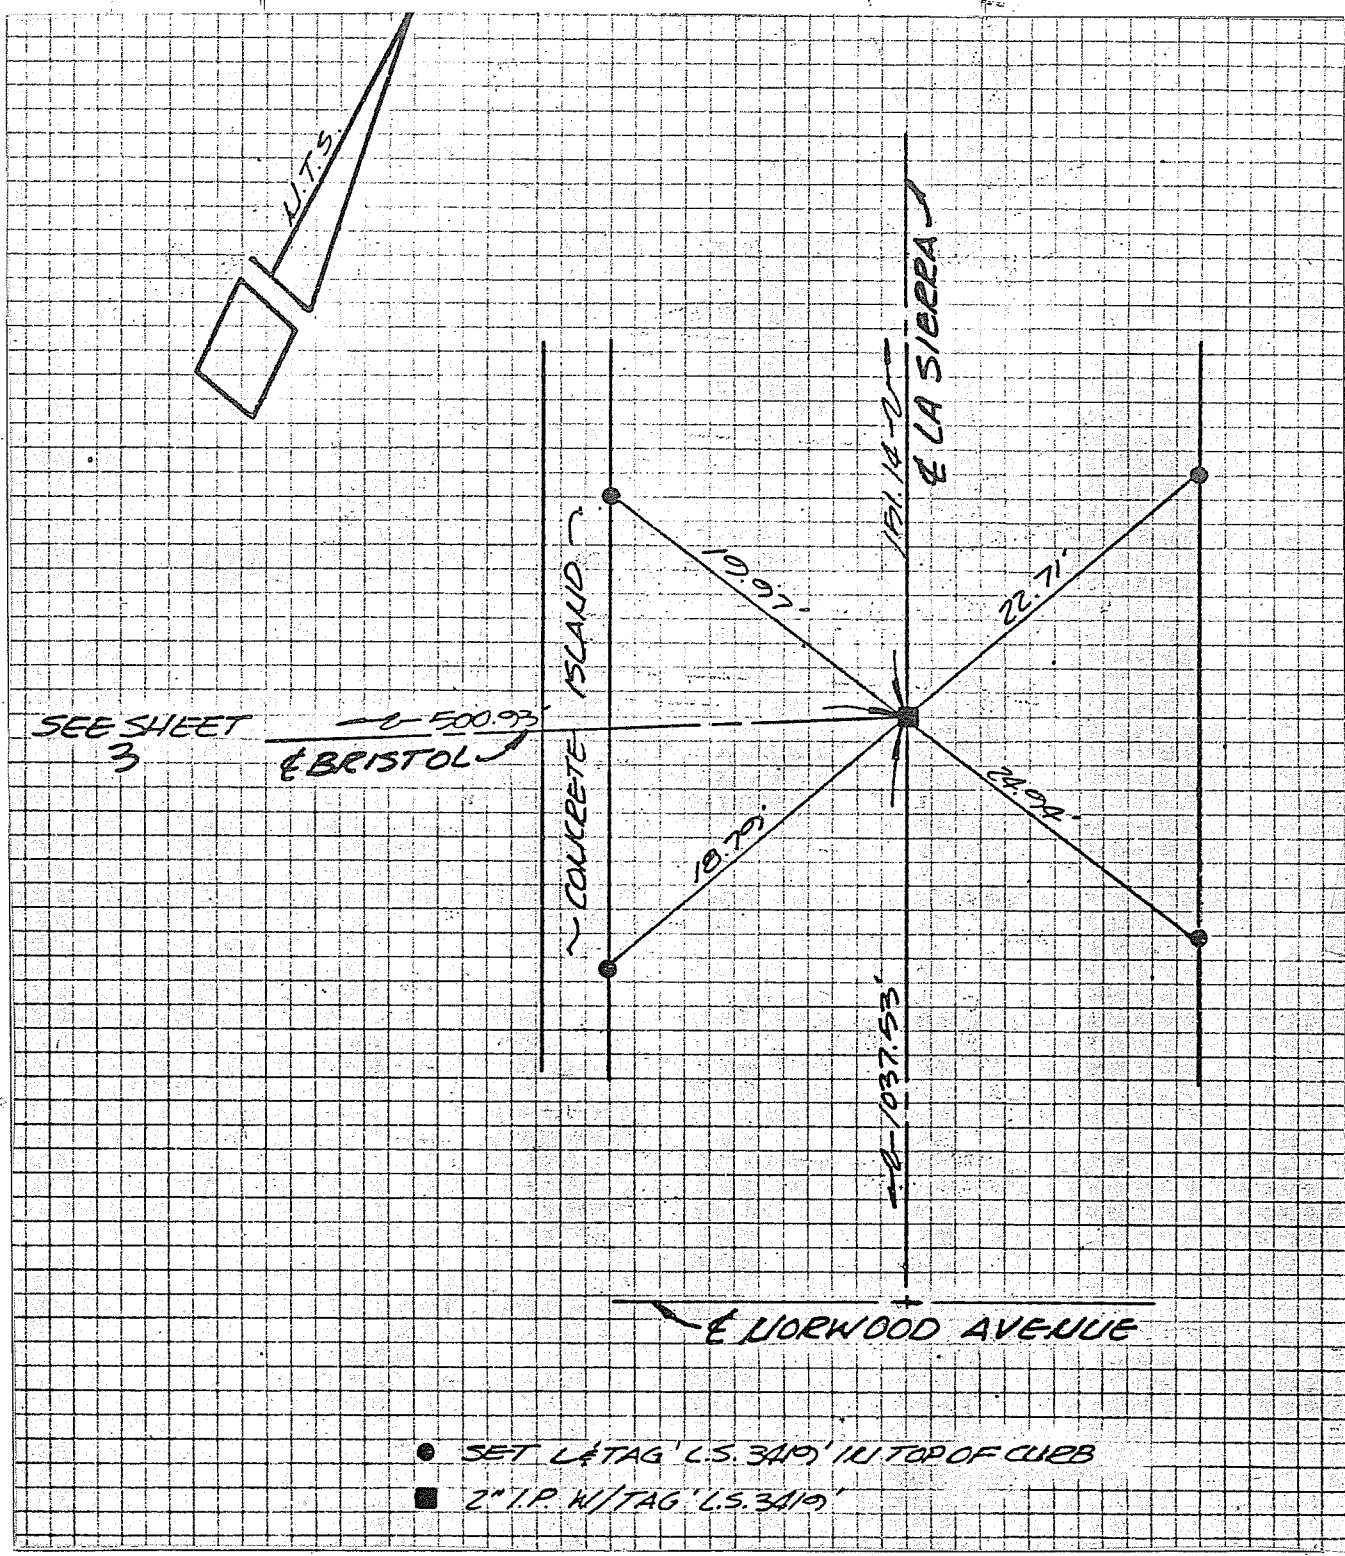 N.T.S.
℄ LA SIERRA
151.14
19.97'
22.71'
CONCRETE ISLAND
SEE SHEET
3
500.93'
℄ BRISTOL
18.79'
24.94'
1037.53'
℄ NORWOOD AVENUE
SET L&TAG 'L.S. 3419' IN TOP OF CURB
2" I.P. W/TAG 'L.S. 3419'